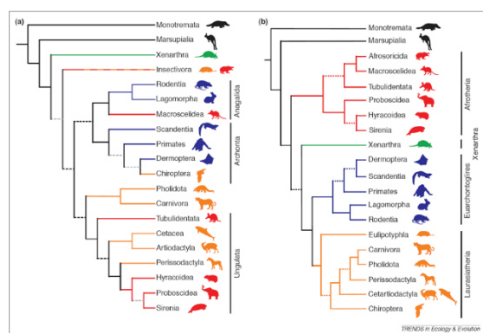 (a)
Monotremata
Marsupialia
Xenarthra
Insectivora
Rodentia
Lagomorpha
Macroscelidea
Scandentia
Primates
Dermoptera
Chiroptera
Pholidota
Carnivora
Tubulidentata
Cetacea
Artiodactyla
Perissodactyla
Hyracoidea
Proboscidea
Sirenia
Anagalida
Archonta
Ungulata
(b)
Monotremata
Marsupialia
Afrosoricida
Macroscelidea
Tubulidentata
Proboscidea
Hyracoidea
Sirenia
Xenarthra
Dermoptera
Scandentia
Primates
Lagomorpha
Rodentia
Eulipotyphla
Carnivora
Pholidota
Perissodactyla
Cetartiodactyla
Chiroptera
Afrotheria
Xenarthra
Euarchontoglires
Laurasiatheria
TRENDS in Ecology & Evolution